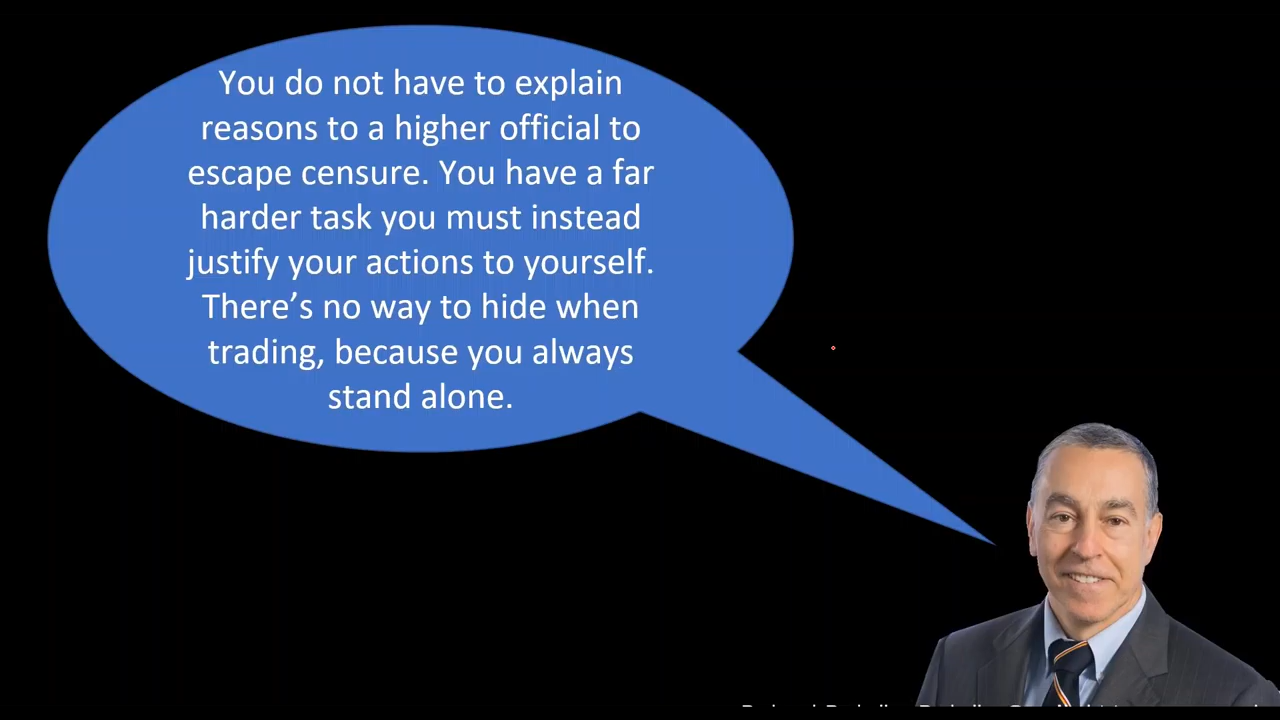 You do not have to explain
reasons to a higher official to
escape censure. You have a far
harder task you must instead
justify your actions to yourself.
There’s no way to hide when
trading, because you always
stand alone.